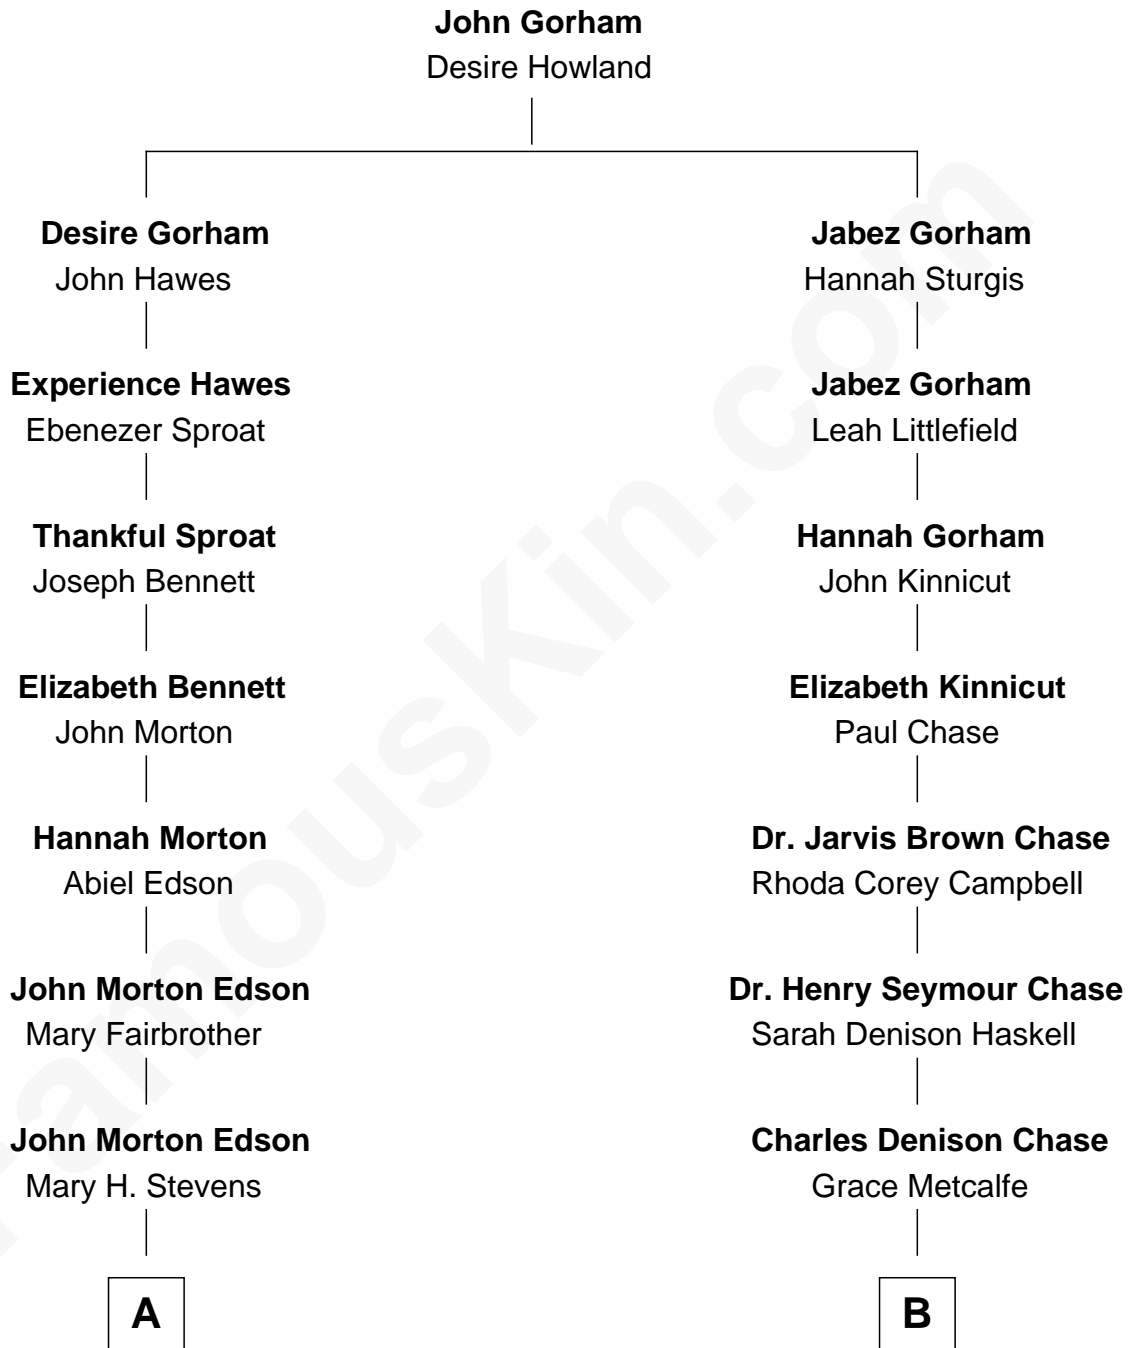 John Gorham
Desire Howland
Desire Gorham
John Hawes
Jabez Gorham
Hannah Sturgis
Experience Hawes
Ebenezer Sproat
Jabez Gorham
Leah Littlefield
Thankful Sproat
Joseph Bennett
Hannah Gorham
John Kinnicut
Elizabeth Bennett
John Morton
Elizabeth Kinnicut
Paul Chase
Hannah Morton
Abiel Edson
Dr. Jarvis Brown Chase
Rhoda Corey Campbell
John Morton Edson
Mary Fairbrother
Dr. Henry Seymour Chase
Sarah Denison Haskell
John Morton Edson
Mary H. Stevens
Charles Denison Chase
Grace Metcalfe
A
B
FamousKin.com